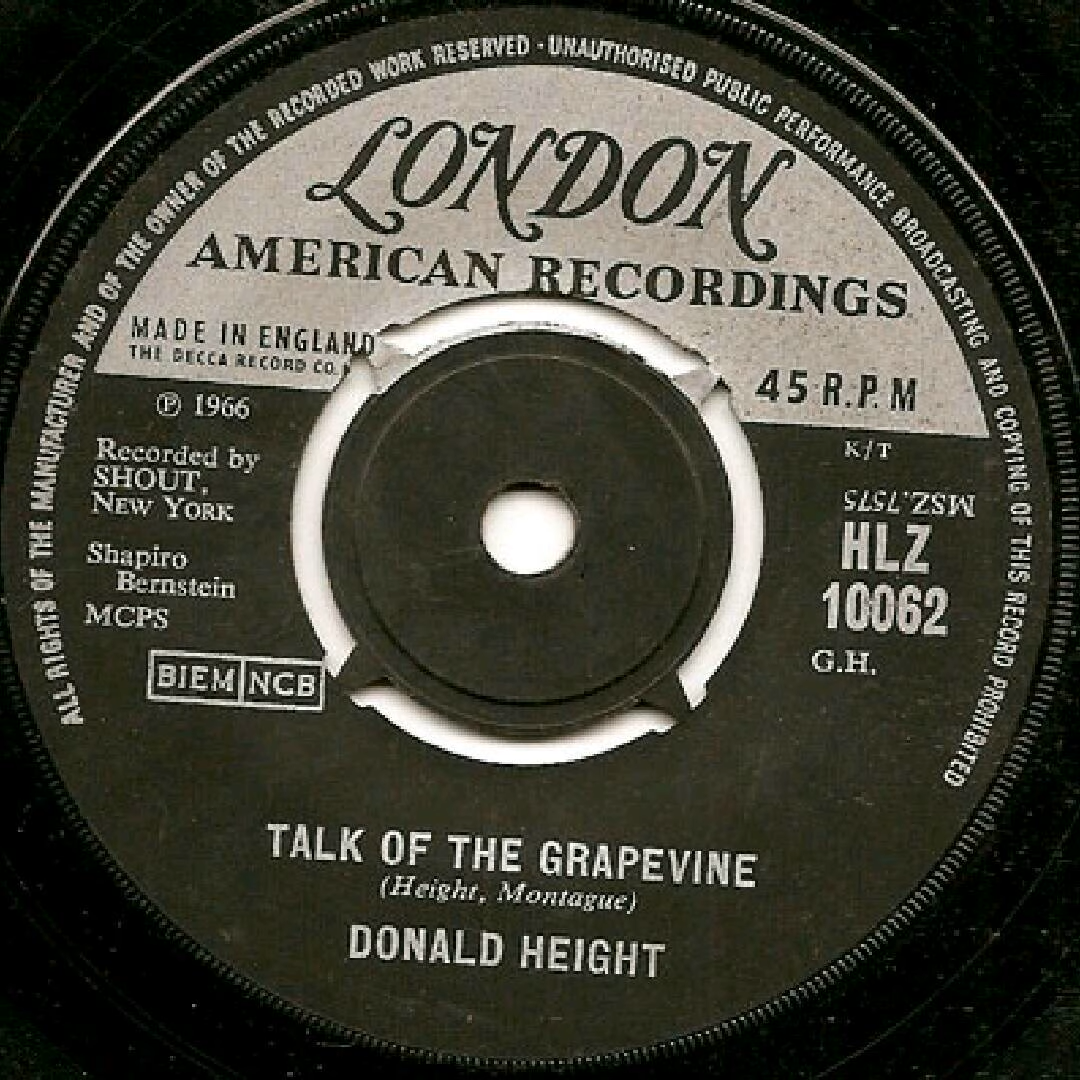 ALL RIGHTS OF THE MANUFACTURER AND OF THE OWNER OF THE RECORDED WORK RESERVED · UNAUTHORISED PUBLIC PERFORMANCE BROADCASTING AND COPYING OF THIS RECORD PROHIBITED
LONDON
AMERICAN RECORDINGS
MADE IN ENGLAND
THE DECCA RECORD CO.
45 R.P.M
℗ 1966
Recorded by
SHOUT,
NEW YORK
Shapiro
Bernstein
MCPS
BIEM NCB
K/T
MSZ.7575
HLZ
10062
G.H.
TALK OF THE GRAPEVINE
(Height, Montague)
DONALD HEIGHT